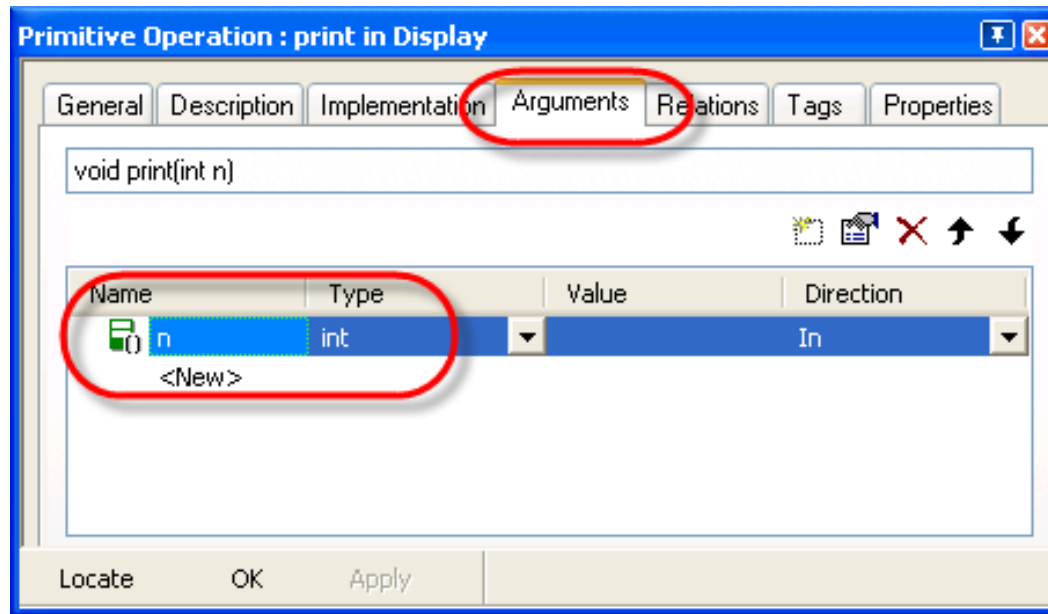 Primitive Operation : print in Display
General Description Implementation Arguments Relations Tags Properties
void print(int n)
Name Type Value Direction
n int In
<New>
Locate OK Apply